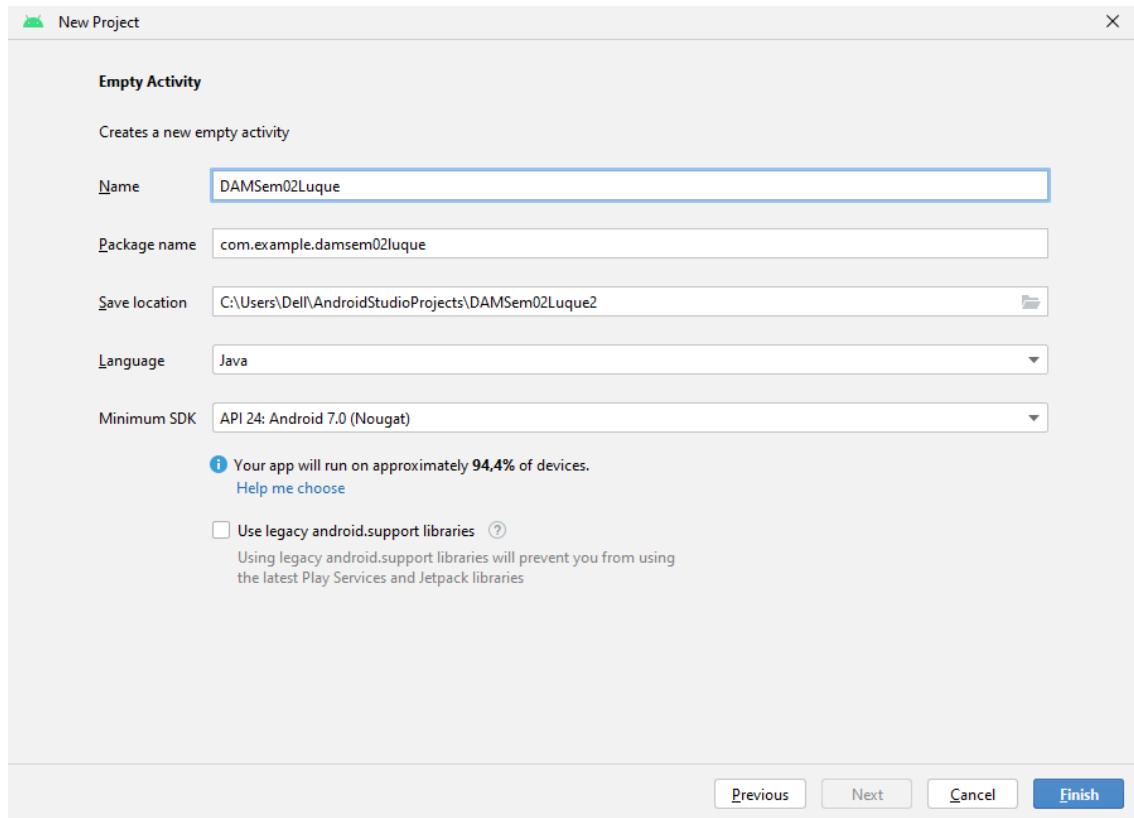 New Project
Empty Activity
Creates a new empty activity
Name DAMSem02Luque
Package name com.example.damsem02luque
Save location C:\Users\Dell\AndroidStudioProjects\DAMSem02Luque2
Language Java
Minimum SDK API 24: Android 7.0 (Nougat)
Your app will run on approximately 94,4% of devices.
Help me choose
Use legacy android.support libraries ?
Using legacy android.support libraries will prevent you from using
the latest Play Services and Jetpack libraries
Previous Next Cancel Finish